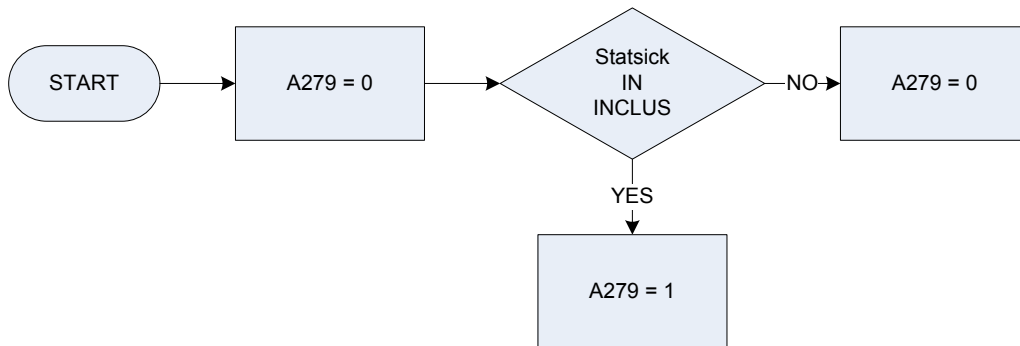 START
A279 = 0
Statsick
IN
INCLUS
NO
A279 = 0
YES
A279 = 1